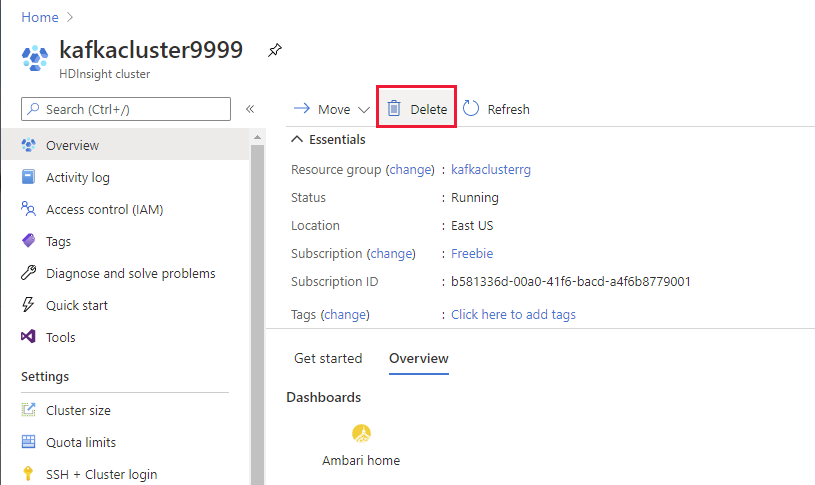 Home
kafkacluster9999
HDInsight cluster
Search (Ctrl+/)
«
Move
Delete
Refresh
Overview
Activity log
Access control (IAM)
Tags
Diagnose and solve problems
Quick start
Tools
Settings
Cluster size
Quota limits
SSH + Cluster login
Essentials
Resource group (change) : kafkaclusterrg
Status : Running
Location : East US
Subscription (change) : Freebie
Subscription ID : b581336d-00a0-41f6-bacd-a4f6b8779001
Tags (change) : Click here to add tags
Get started Overview
Dashboards
Ambari home